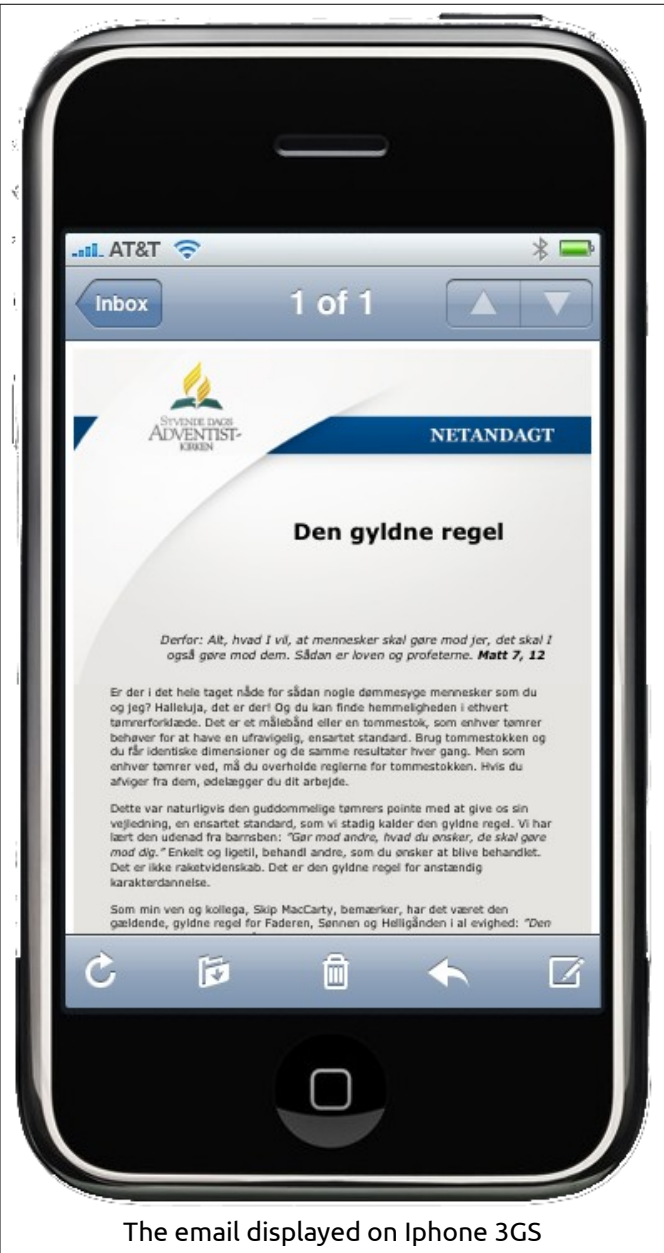 AT&T
Inbox
1 of 1
SYVENDE DAGS
ADVENTIST-
KIRKEN
NETANDAGT
Den gyldne regel
Derfor: Alt, hvad I vil, at mennesker skal gøre mod jer, det skal I
også gøre mod dem. Sådan er loven og profeterne. Matt 7, 12
Er der i det hele taget nåde for sådan nogle dømmesyge mennesker som du
og jeg? Halleluja, det er der! Og du kan finde hemmeligheden i ethvert
tømrerforklæde. Det er et målebånd eller en tommestok, som enhver tømrer
behøver for at have en ufravigelig, ensartet standard. Brug tommestokken og
du får identiske dimensioner og de samme resultater hver gang. Men som
enhver tømrer ved, må du overholde reglerne for tommestokken. Hvis du
afviger fra dem, ødelægger du dit arbejde.
Dette var naturligvis den guddommelige tømrers pointe med at give os sin
vejledning, en ensartet standard, som vi stadig kalder den gyldne regel. Vi har
lært den udenad fra barnsben: "Gør mod andre, hvad du ønsker, de skal gøre
mod dig." Enkelt og ligetil, behandl andre, som du ønsker at blive behandlet.
Det er ikke raketvidenskab. Det er den gyldne regel for anstændig
karakterdannelse.
Som min ven og kollega, Skip MacCarty, bemærker, har det været den
gældende, gyldne regel for Faderen, Sønnen og Helligånden i al evighed: "Den
The email displayed on Iphone 3GS